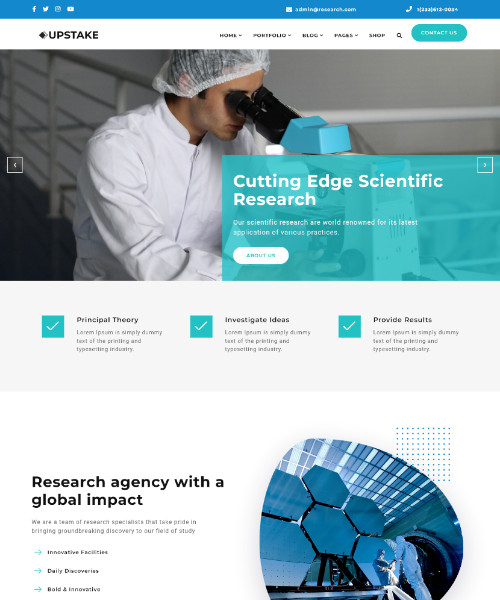 admin@research.com
1(233)612-0024
UPSTAKE
HOME PORTFOLIO BLOG PAGES SHOP
CONTACT US
Cutting Edge Scientific
Research
Our scientific research are world renowned for its latest
application of various practices.
ABOUT US
Principal Theory
Lorem Ipsum is simply dummy
text of the printing and
typesetting industry.
Investigate Ideas
Lorem Ipsum is simply dummy
text of the printing and
typesetting industry.
Provide Results
Lorem Ipsum is simply dummy
text of the printing and
typesetting industry.
Research agency with a
global impact
We are a team of research specialists that take pride in
bringing groundbreaking discovery to our field of study
Innovative Facilities
Daily Discoveries
Bold & Innovative